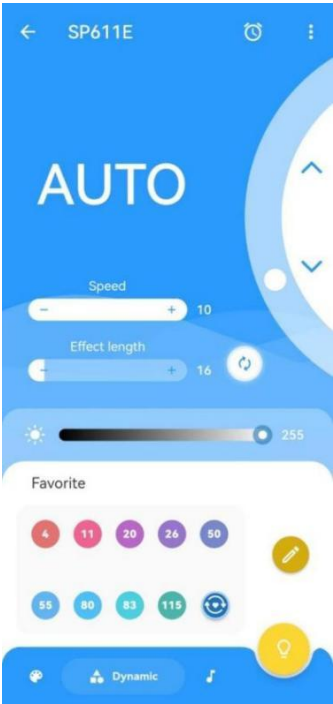 SP611E
AUTO
Speed
- + 10
Effect length
- + 16
255
Favorite
4 11 20 26 50
55 80 83 115
Dynamic